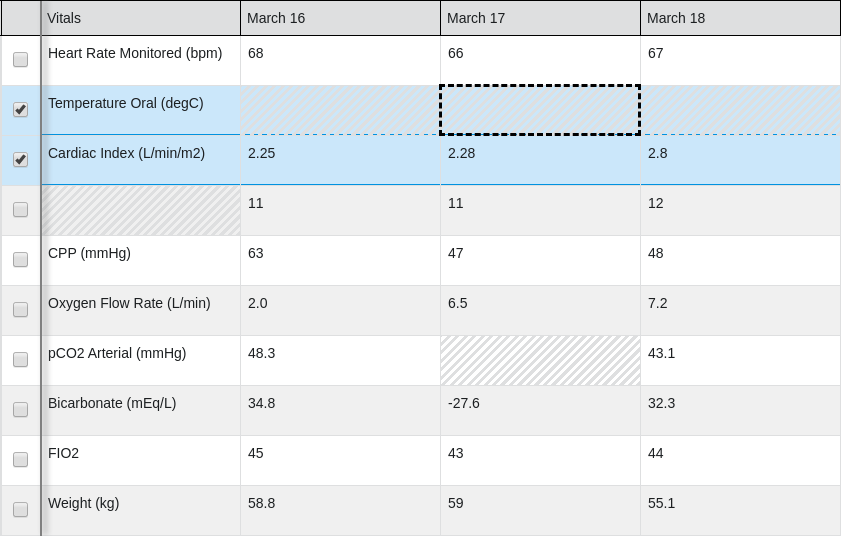 Vitals March 16 March 17 March 18
Heart Rate Monitored (bpm) 68 66 67
Temperature Oral (degC)
Cardiac Index (L/min/m2) 2.25 2.28 2.8
11 11 12
CPP (mmHg) 63 47 48
Oxygen Flow Rate (L/min) 2.0 6.5 7.2
pCO2 Arterial (mmHg) 48.3 43.1
Bicarbonate (mEq/L) 34.8 -27.6 32.3
FIO2 45 43 44
Weight (kg) 58.8 59 55.1